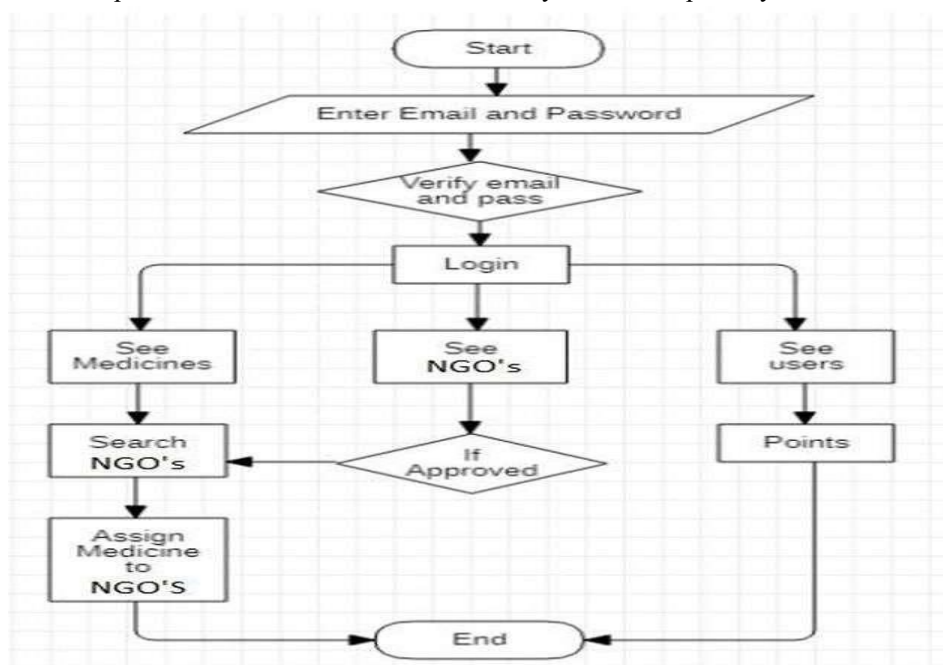 Start
Enter Email and Password
Verify email
and pass
Login
See
Medicines
See
NGO's
See
users
Search
NGO's
If
Approved
Points
Assign
Medicine
to
NGO'S
End